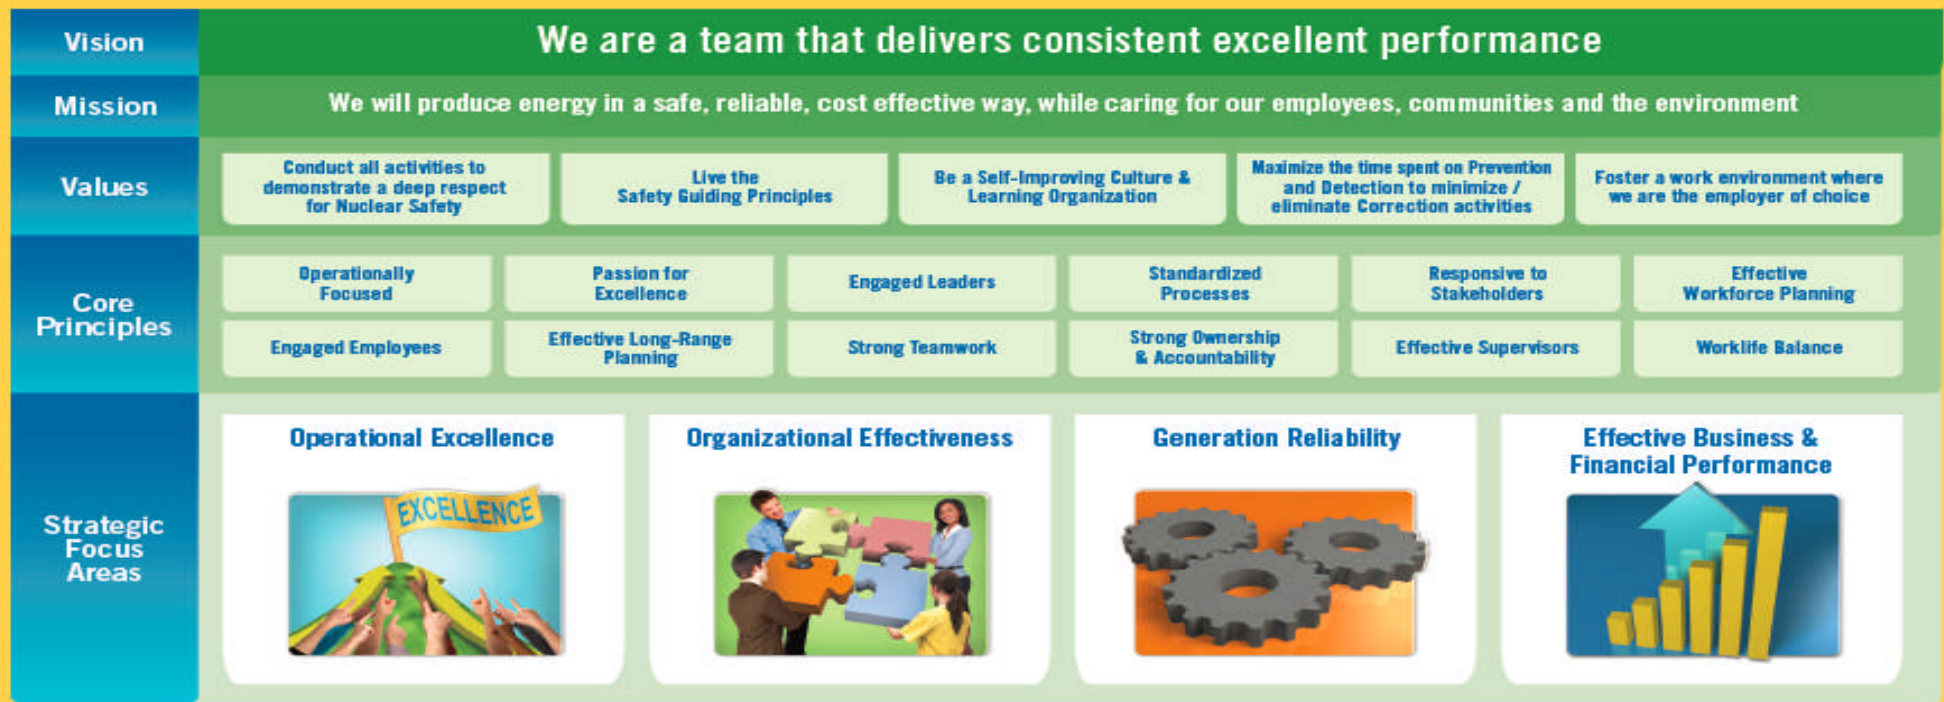 Vision
We are a team that delivers consistent excellent performance
Mission
We will produce energy in a safe, reliable, cost effective way, while caring for our employees, communities and the environment
Values
Conduct all activities to
demonstrate a deep respect
for Nuclear Safety
Live the
Safety Guiding Principles
Be a Self-Improving Culture &
Learning Organization
Maximize the time spent on Prevention
and Detection to minimize /
eliminate Correction activities
Foster a work environment where
we are the employer of choice
Core
Principles
Operationally
Focused
Passion for
Excellence
Engaged Leaders
Standardized
Processes
Responsive to
Stakeholders
Effective
Workforce Planning
Engaged Employees
Effective Long-Range
Planning
Strong Teamwork
Strong Ownership
& Accountability
Effective Supervisors
Worklife Balance
Strategic
Focus
Areas
Operational Excellence
EXCELLENCE
Organizational Effectiveness
Generation Reliability
Effective Business &
Financial Performance